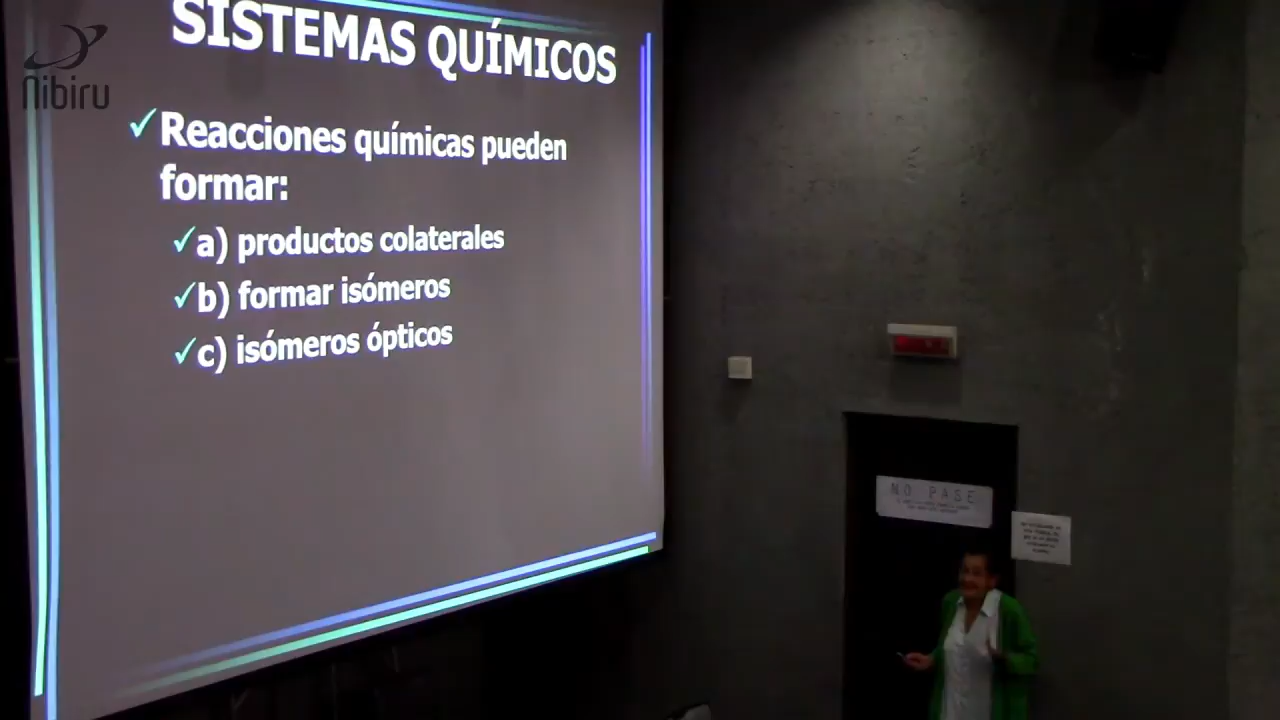 SISTEMAS QUÍMICOS
nibiru
✓Reacciones químicas pueden
formar:
✓a) productos colaterales
✓b) formar isómeros
✓c) isómeros ópticos
NO PASE